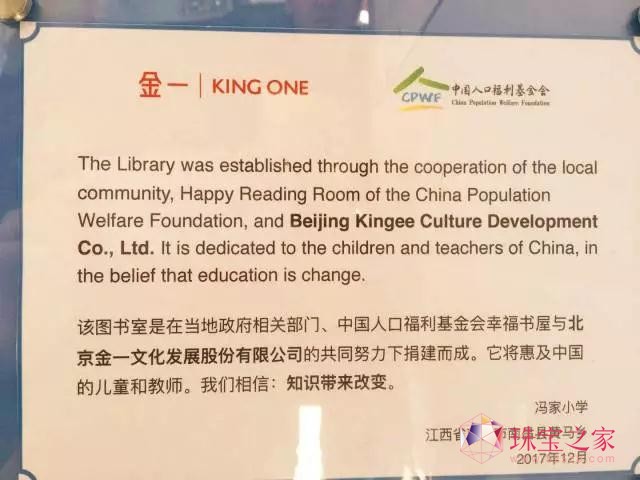 金一 | KING ONE
CPWF 中国人口福利基金会
China Population Welfare Foundation
The Library was established through the cooperation of the local
community, Happy Reading Room of the China Population
Welfare Foundation, and Beijing Kingee Culture Development
Co., Ltd. It is dedicated to the children and teachers of China, in
the belief that education is change.
该图书室是在当地政府相关部门、中国人口福利基金会幸福书屋与北
京金一文化发展股份有限公司的共同努力下捐建而成。它将惠及中国
的儿童和教师。我们相信：知识带来改变。
冯家小学
江西省 南昌县黄马乡
2017年12月
珠宝之家